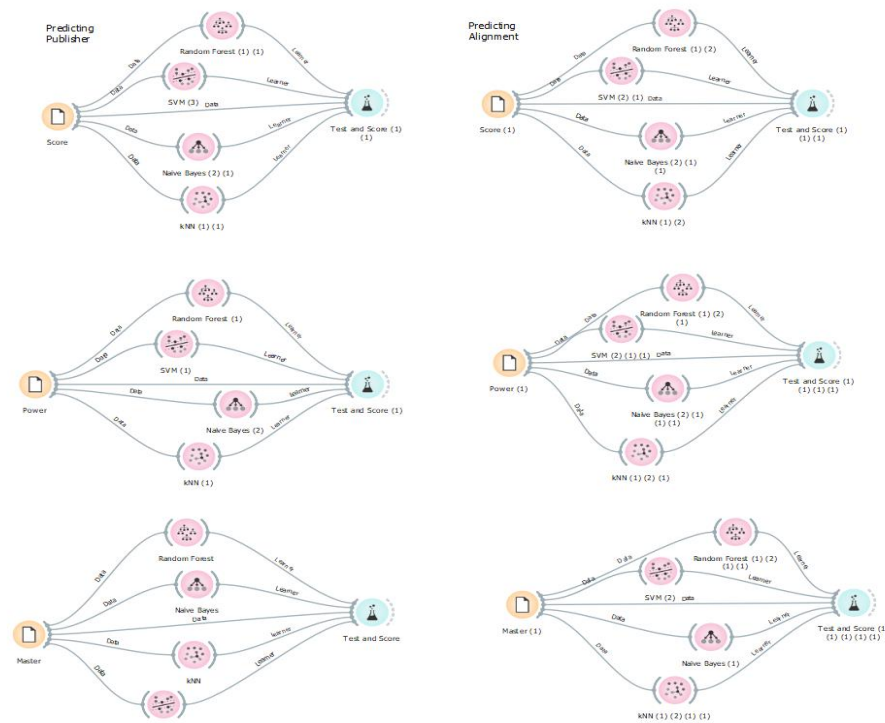 Predicting
Publisher
Data
Data
Data
Data
Data
Learner
Learner
Learner
Learner
Random Forest (1) (1)
SVM (3)
Score
Naive Bayes (2) (1)
kNN (1) (1)
Test and Score (1)
(1)
Predicting
Alignment
Data
Data
Data
Data
Data
Learner
Learner
Learner
Learner
Random Forest (1) (2)
SVM (2) (1)
Score (1)
Naive Bayes (2) (1)
(1)
kNN (1) (2)
Test and Score (1)
(1) (1)
Data
Data
Data
Data
Data
Learner
Learner
Learner
Learner
Random Forest (1)
SVM (1)
Power
Naive Bayes (2)
kNN (1)
Test and Score (1)
Data
Data
Data
Data
Data
Learner
Learner
Learner
Learner
Random Forest (1) (2)
(1)
SVM (2) (1) (1)
Power (1)
Naive Bayes (2) (1)
(1) (1)
kNN (1) (2) (1)
Test and Score (1)
(1) (1) (1)
Data
Data
Data
Data
Data
Learner
Learner
Learner
Learner
Random Forest
Naive Bayes
Master
kNN
Test and Score
Data
Data
Data
Data
Data
Learner
Learner
Learner
Learner
Random Forest (1) (2)
(1) (1)
SVM (2)
Master (1)
Naive Bayes (1)
kNN (1) (2) (1) (1)
Test and Score (1
(1) (1) (1) (1)